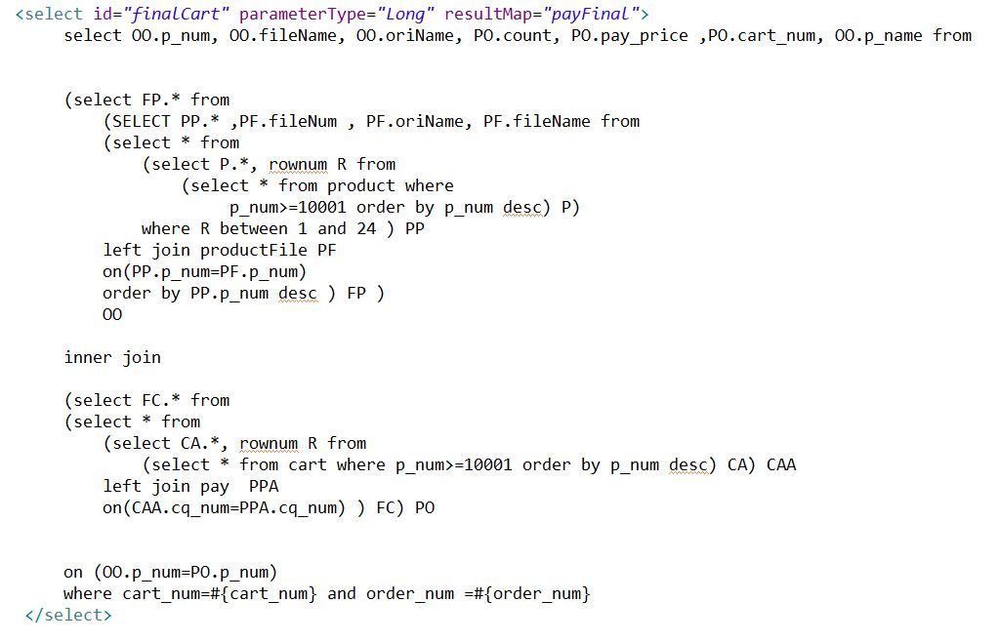 <select id="finalCart" parameterType="Long" resultMap="payFinal">
select OO.p_num, OO.fileName, OO.oriName, PO.count, PO.pay_price ,PO.cart_num, OO.p_name from
(select FP.* from
(SELECT PP.* ,PF.fileNum , PF.oriName, PF.fileName from
(select * from
(select P.*, rownum R from
(select * from product where
p_num>=10001 order by p_num desc) P)
where R between 1 and 24 ) PP
left join productFile PF
on(PP.p_num=PF.p_num)
order by PP.p_num desc ) FP )
OO
inner join
(select FC.* from
(select * from
(select CA.*, rownum R from
(select * from cart where p_num>=10001 order by p_num desc) CA) CAA
left join pay  PPA
on(CAA.cq_num=PPA.cq_num) ) FC) PO
on (OO.p_num=PO.p_num)
where cart_num=#{cart_num} and order_num =#{order_num}
</select>